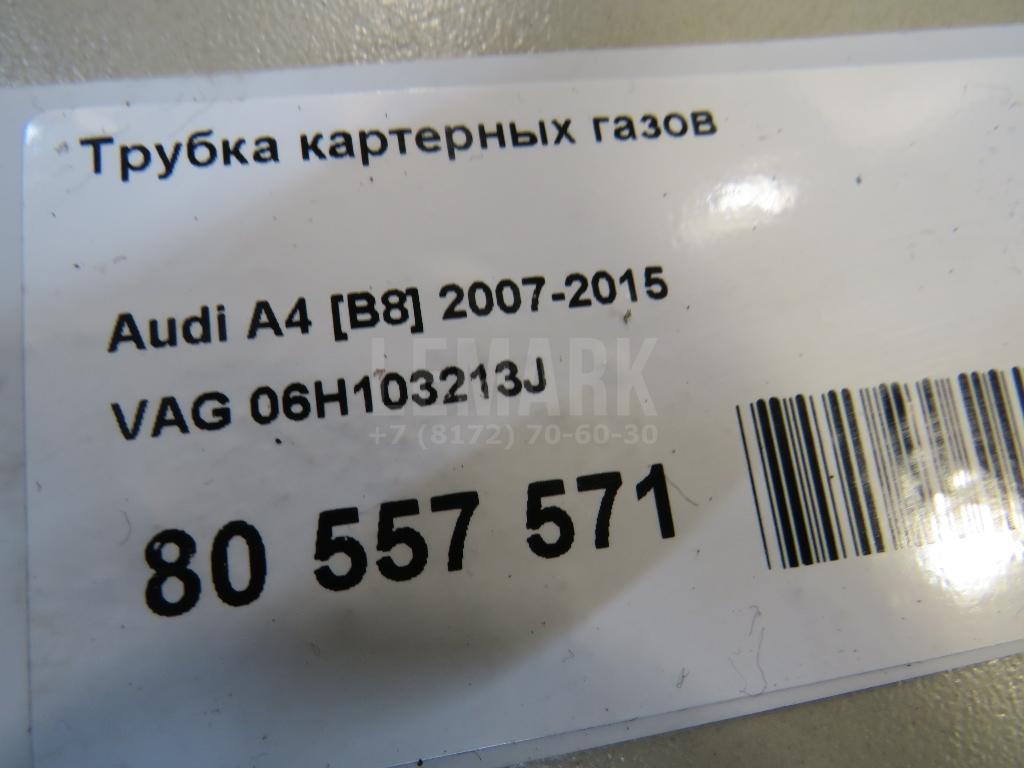 Трубка картерных газов
Audi A4 [B8] 2007-2015
LEMARK
VAG 06H103213J
+7 (8172) 70-60-30
80 557 571